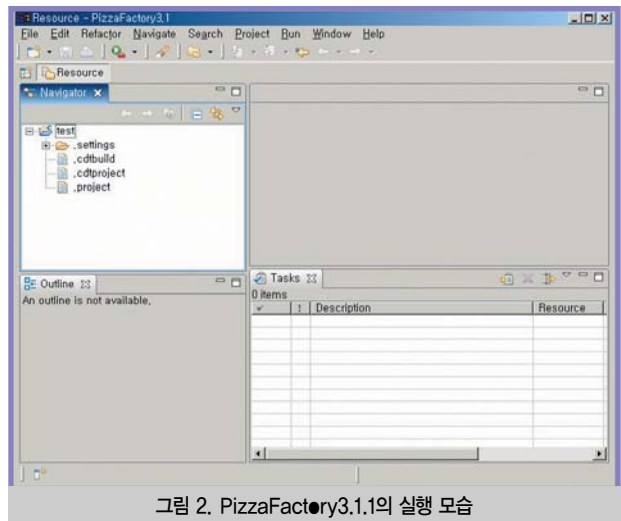 Resource - PizzaFactory3.1
File Edit Refactor Navigate Search Project Run Window Help
Resource
Navigator
test
.settings
.cdtbuild
.cdtproject
.project
Outline
An outline is not available.
Tasks
0 items
! Description Resource
그림 2. PizzaFact●ry3.1.1의 실행 모습